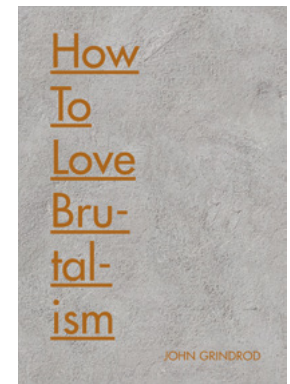 How
To
Love
Bru-
tal-
ism
JOHN GRINDROD